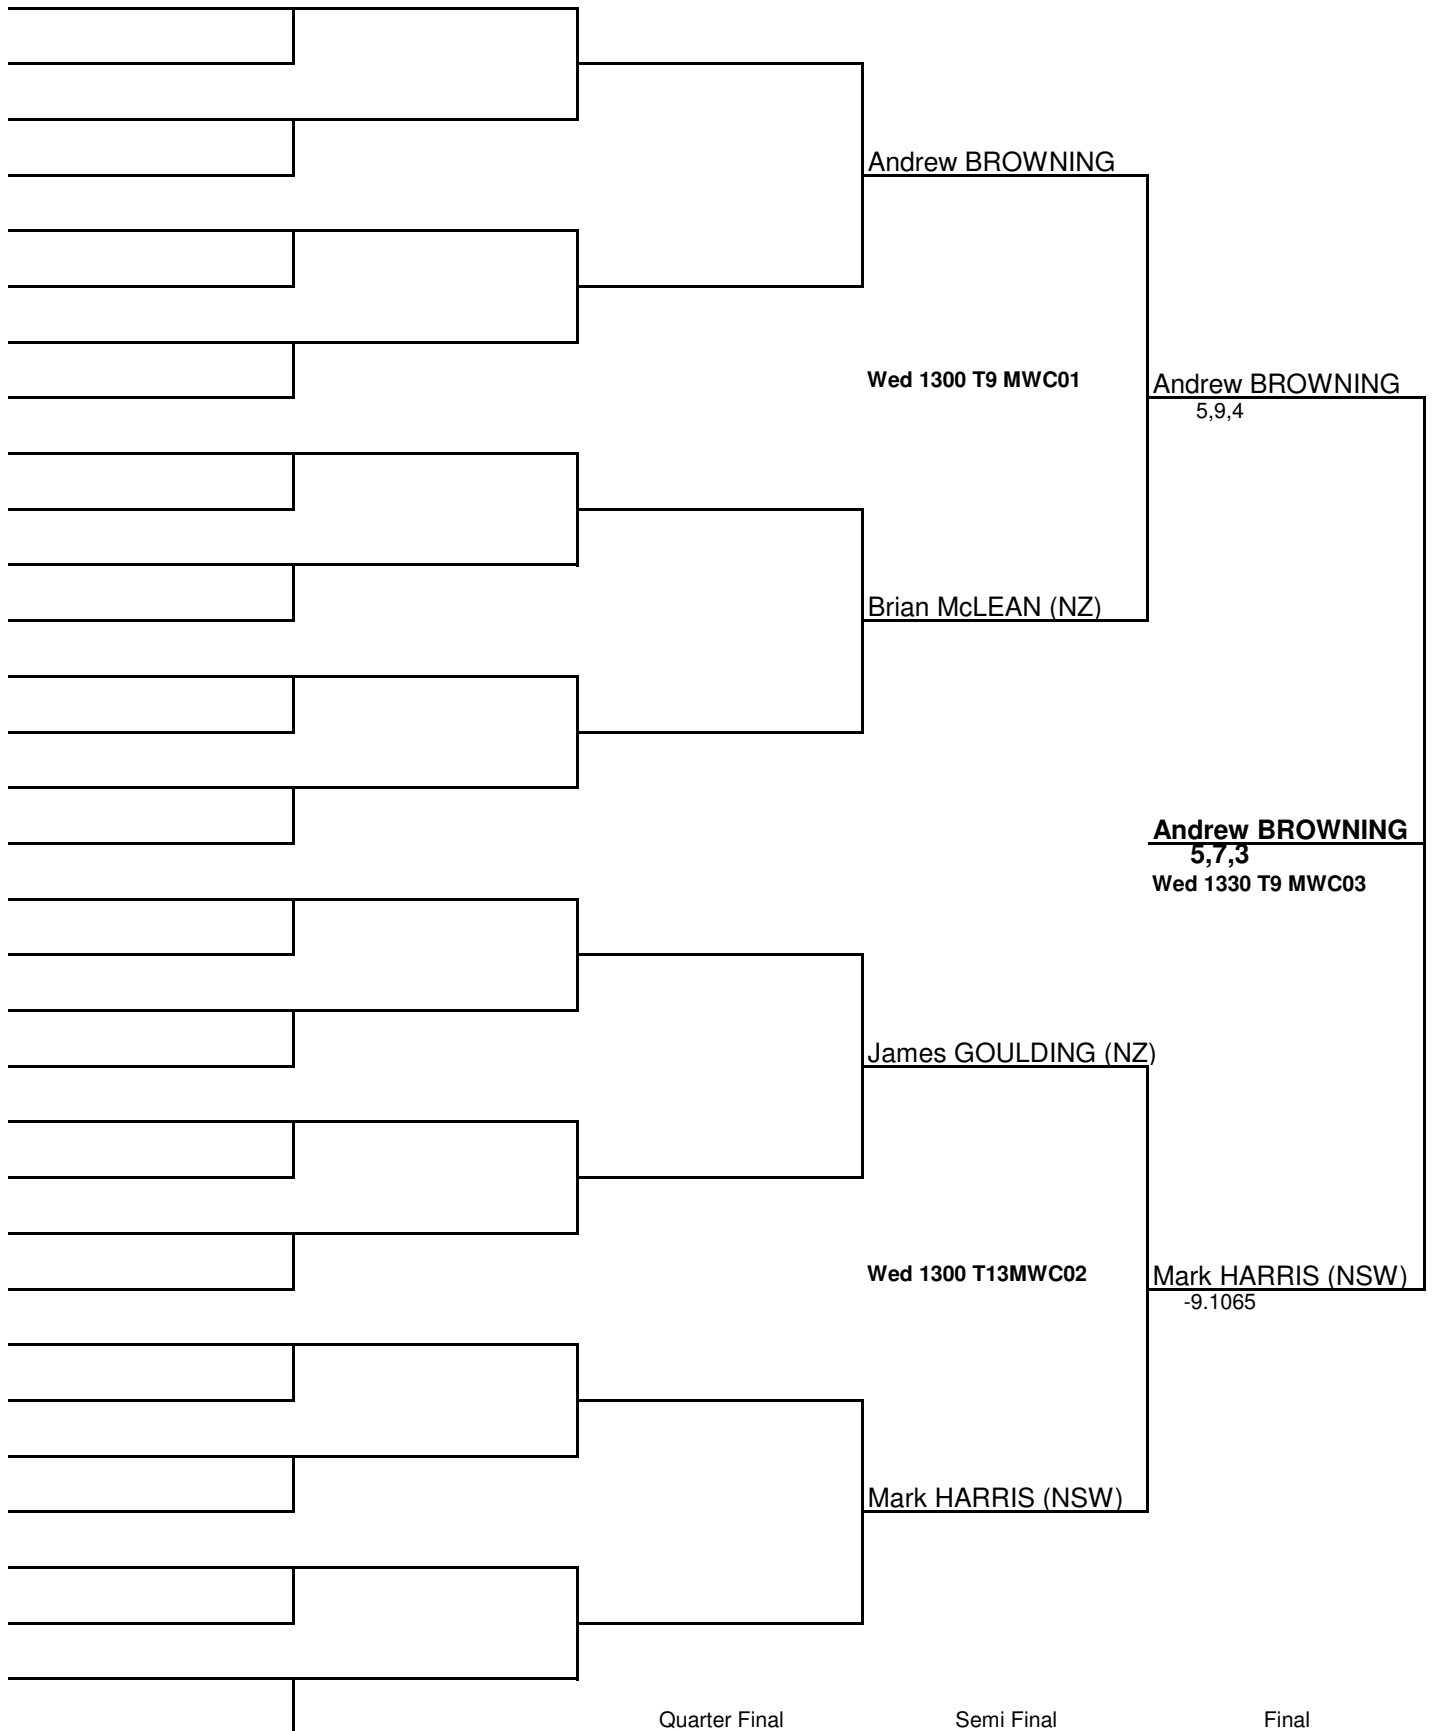 Andrew BROWNING
Wed 1300 T9 MWC01
Andrew BROWNING
5,9,4
Brian McLEAN (NZ)
Andrew BROWNING
5,7,3
Wed 1330 T9 MWC03
James GOULDING (NZ)
Wed 1300 T13MWC02
Mark HARRIS (NSW)
-9.1065
Mark HARRIS (NSW)
Quarter Final
Semi Final
Final